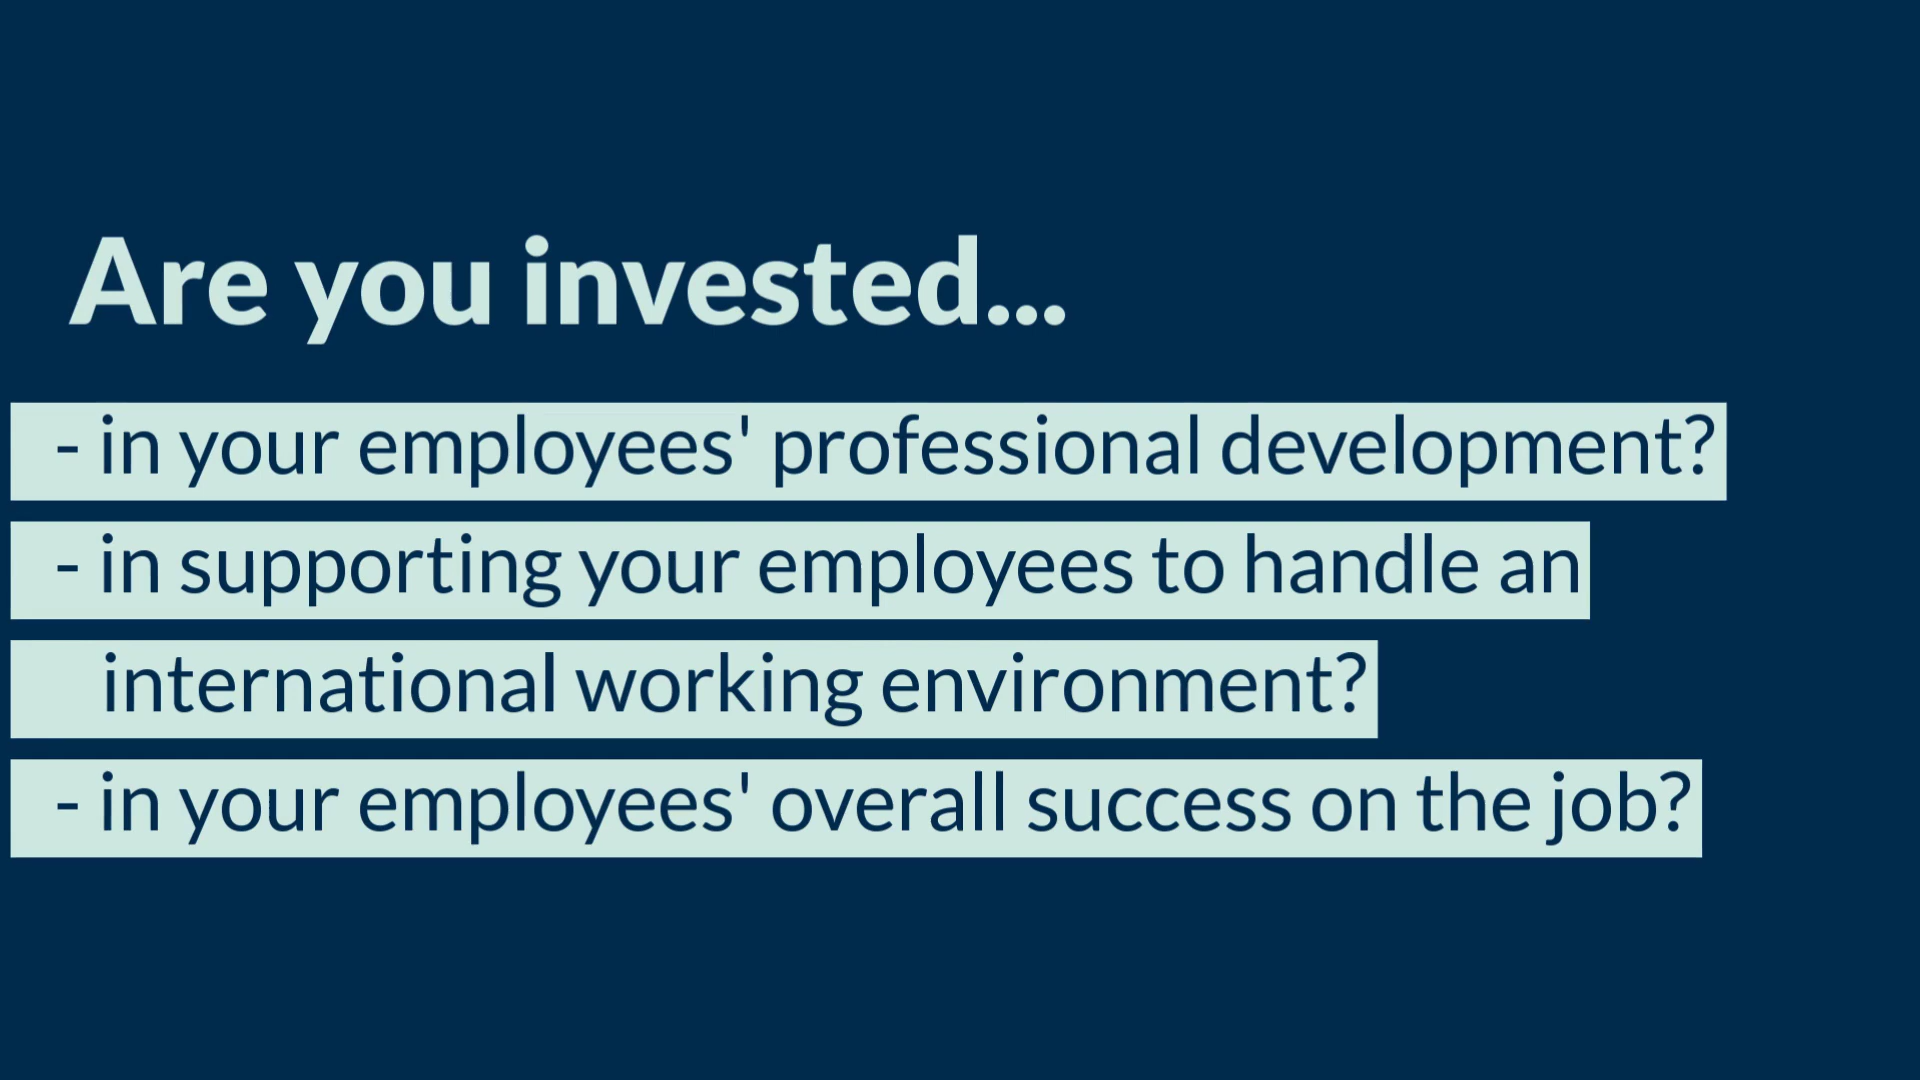 Are you invested...
- in your employees' professional development?
- in supporting your employees to handle an
international working environment?
- in your employees' overall success on the job?